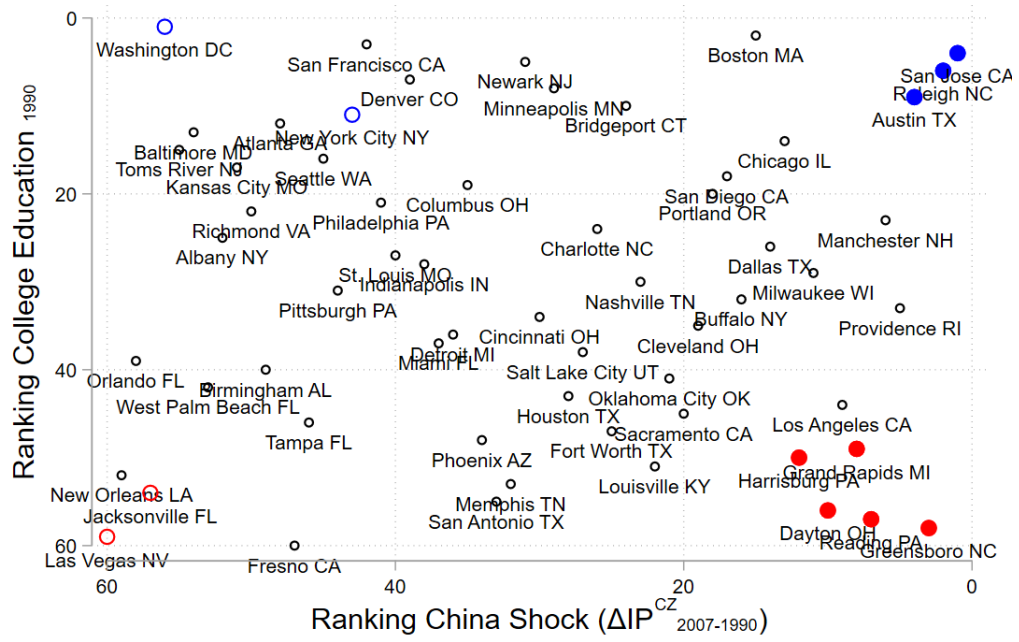 0
Washington DC
San Francisco CA
Boston MA
Newark NJ
San Jose CA
Denver CO
Raleigh NC
Minneapolis MN
Austin TX
Bridgeport CT
New York City NY
Atlanta GA
Baltimore MD
Chicago IL
Toms River NJ
Seattle WA
Kansas City MO
20
San Diego CA
Columbus OH
Portland OR
Philadelphia PA
Richmond VA
Manchester NH
Charlotte NC
Albany NY
Dallas TX
St. Louis MO
Indianapolis IN
Milwaukee WI
Nashville TN
Pittsburgh PA
Buffalo NY
Providence RI
Cincinnati OH
Cleveland OH
Detroit MI
Miami FL
40
Salt Lake City UT
Orlando FL
Birmingham AL
Oklahoma City OK
West Palm Beach FL
Houston TX
Los Angeles CA
Sacramento CA
Tampa FL
Fort Worth TX
Phoenix AZ
Grand Rapids MI
Harrisburg PA
Louisville KY
New Orleans LA
Memphis TN
Jacksonville FL
San Antonio TX
Dayton OH
Reading PA
Greensboro NC
60
Las Vegas NV
Fresno CA
60 40 20 0
Ranking College Education 1990
Ranking China Shock (ΔIP CZ 2007-1990)